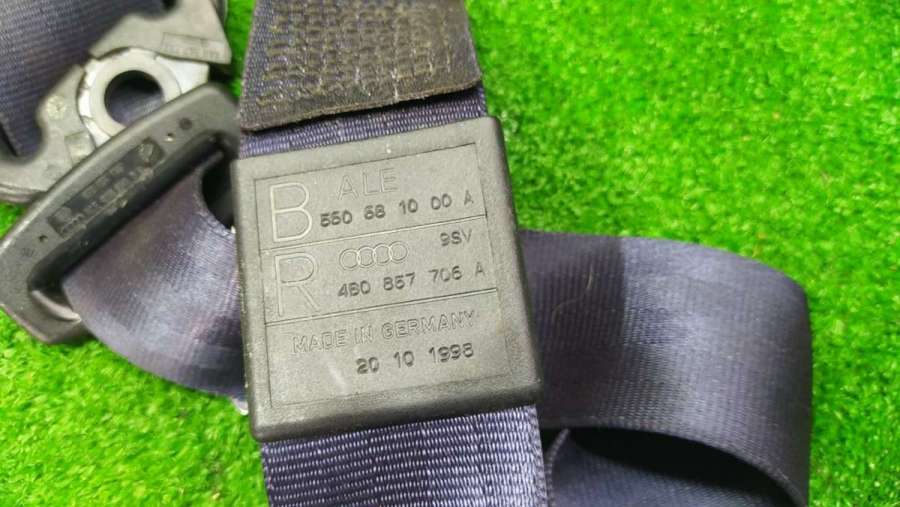 B ALE
550 68 10 00 A
9SV
R 4B0 857 706 A
MADE IN GERMANY
20 10 1998